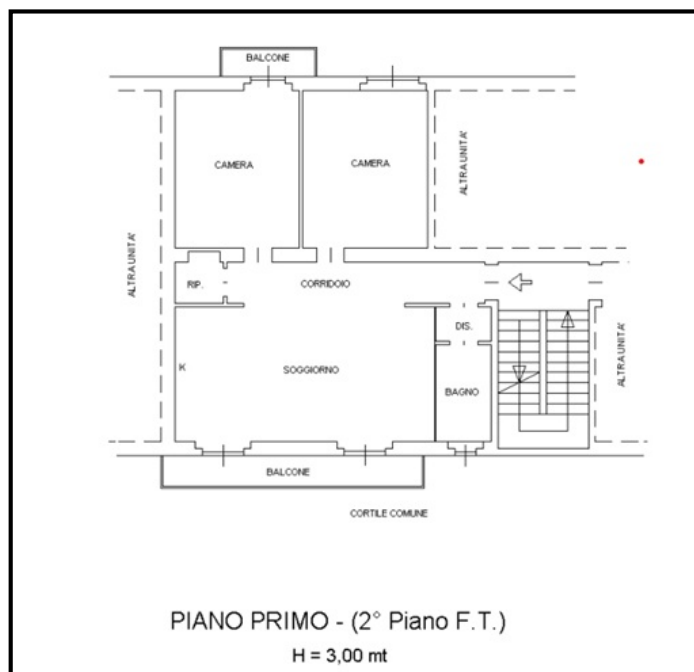 BALCONE
CAMERA
CAMERA
ALTRA UNITA'
ALTRA UNITA'
RIP.
CORRIDOIO
DIS.
ALTRA UNITA'
K
SOGGIORNO
BAGNO
BALCONE
CORTILE COMUNE
PIANO PRIMO - (2° Piano F.T.)
H = 3,00 mt